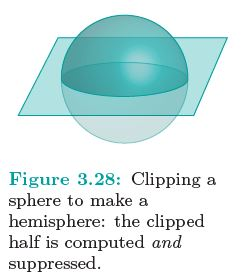 Figure 3.28: Clipping a
sphere to make a
hemisphere: the clipped
half is computed and
suppressed.